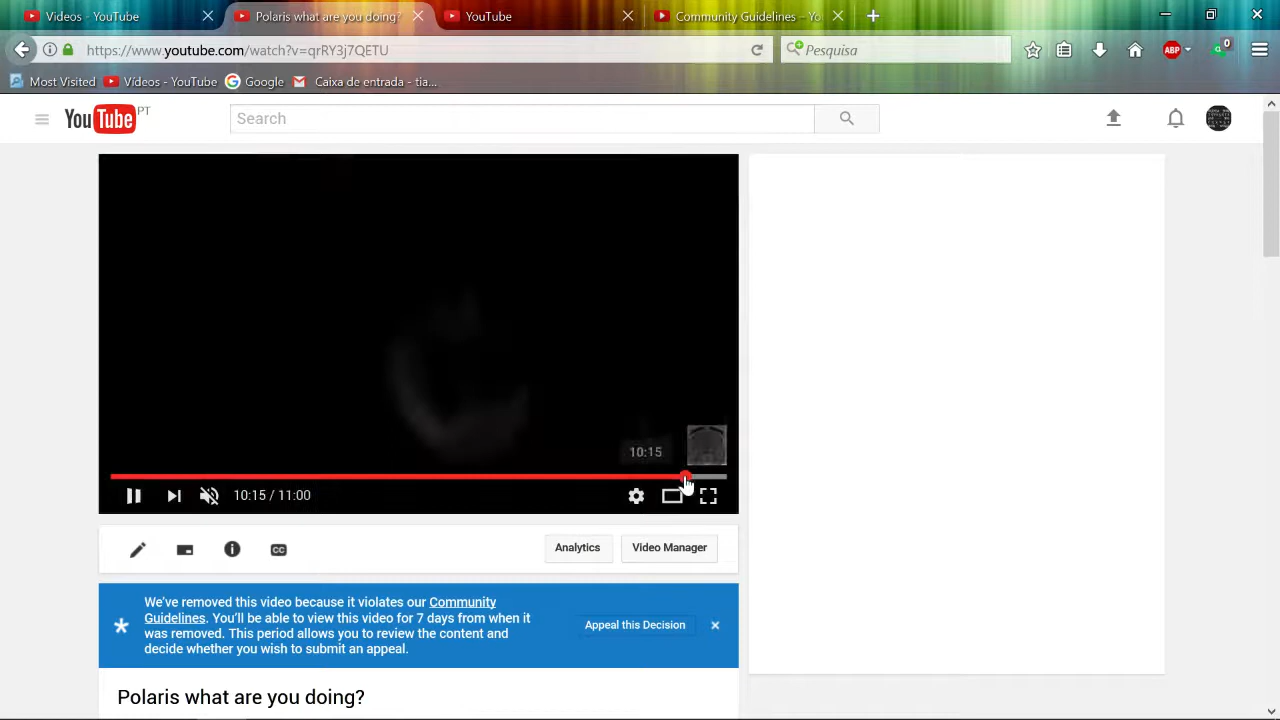 Videos - YouTube
Polaris what are you doing?
YouTube
Community Guidelines – Yo
https://www.youtube.com/watch?v=qrRY3j7QETU
Pesquisa
ABP
0
Most Visited
Vídeos - YouTube
Google
Caixa de entrada - tia...
YouTube PT
Search
10:15
10:15 / 11:00
CC
Analytics
Video Manager
We've removed this video because it violates our Community
Guidelines. You'll be able to view this video for 7 days from when it
was removed. This period allows you to review the content and
decide whether you wish to submit an appeal.
Appeal this Decision
Polaris what are you doing?